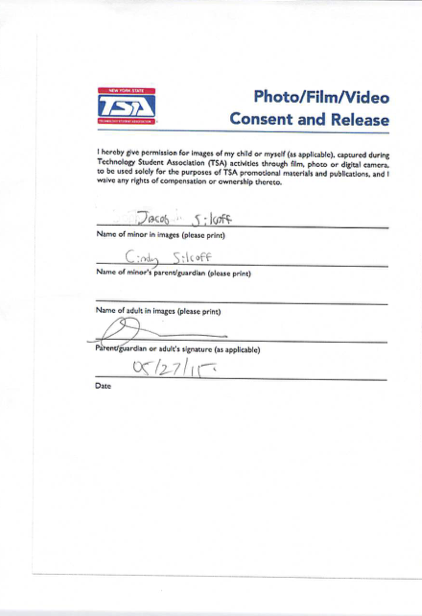 NEW YORK STATE
TSA
TECHNOLOGY STUDENT ASSOCIATION
Photo/Film/Video
Consent and Release
I hereby give permission for images of my child or myself (as applicable), captured during
Technology Student Association (TSA) activities through film, photo or digital camera,
to be used solely for the purposes of TSA promotional materials and publications, and I
waive any rights of compensation or ownership thereto.
Jacob Silcoff
Name of minor in images (please print)
Cindy Silcoff
Name of minor's parent/guardian (please print)
Name of adult in images (please print)
Parent/guardian or adult's signature (as applicable)
05/27/15
Date